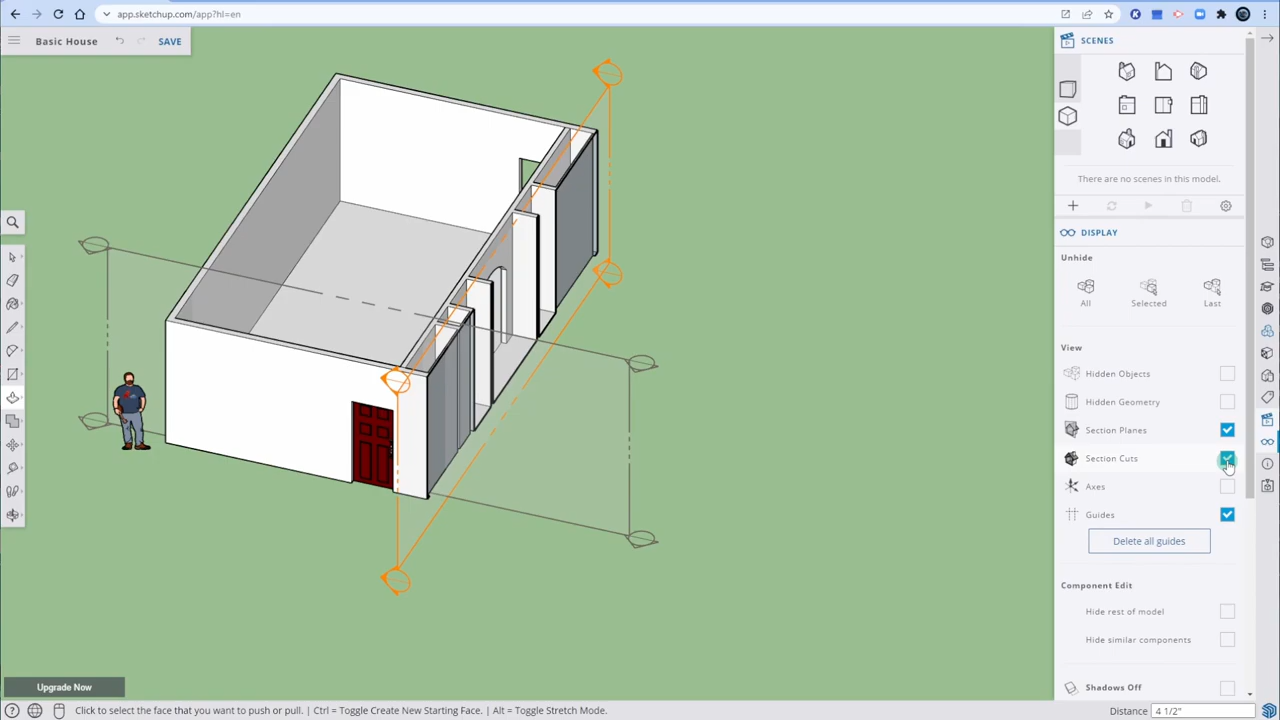 app.sketchup.com/app?hl=en
Basic House
SAVE
SCENES
There are no scenes in this model.
DISPLAY
Unhide
All
Selected
Last
View
Hidden Objects
Hidden Geometry
Section Planes
Section Cuts
Axes
Guides
Delete all guides
Component Edit
Hide rest of model
Hide similar components
Shadows Off
Upgrade Now
Click to select the face that you want to push or pull. | Ctrl = Toggle Create New Starting Face. | Alt = Toggle Stretch Mode.
Distance 4 1/2"